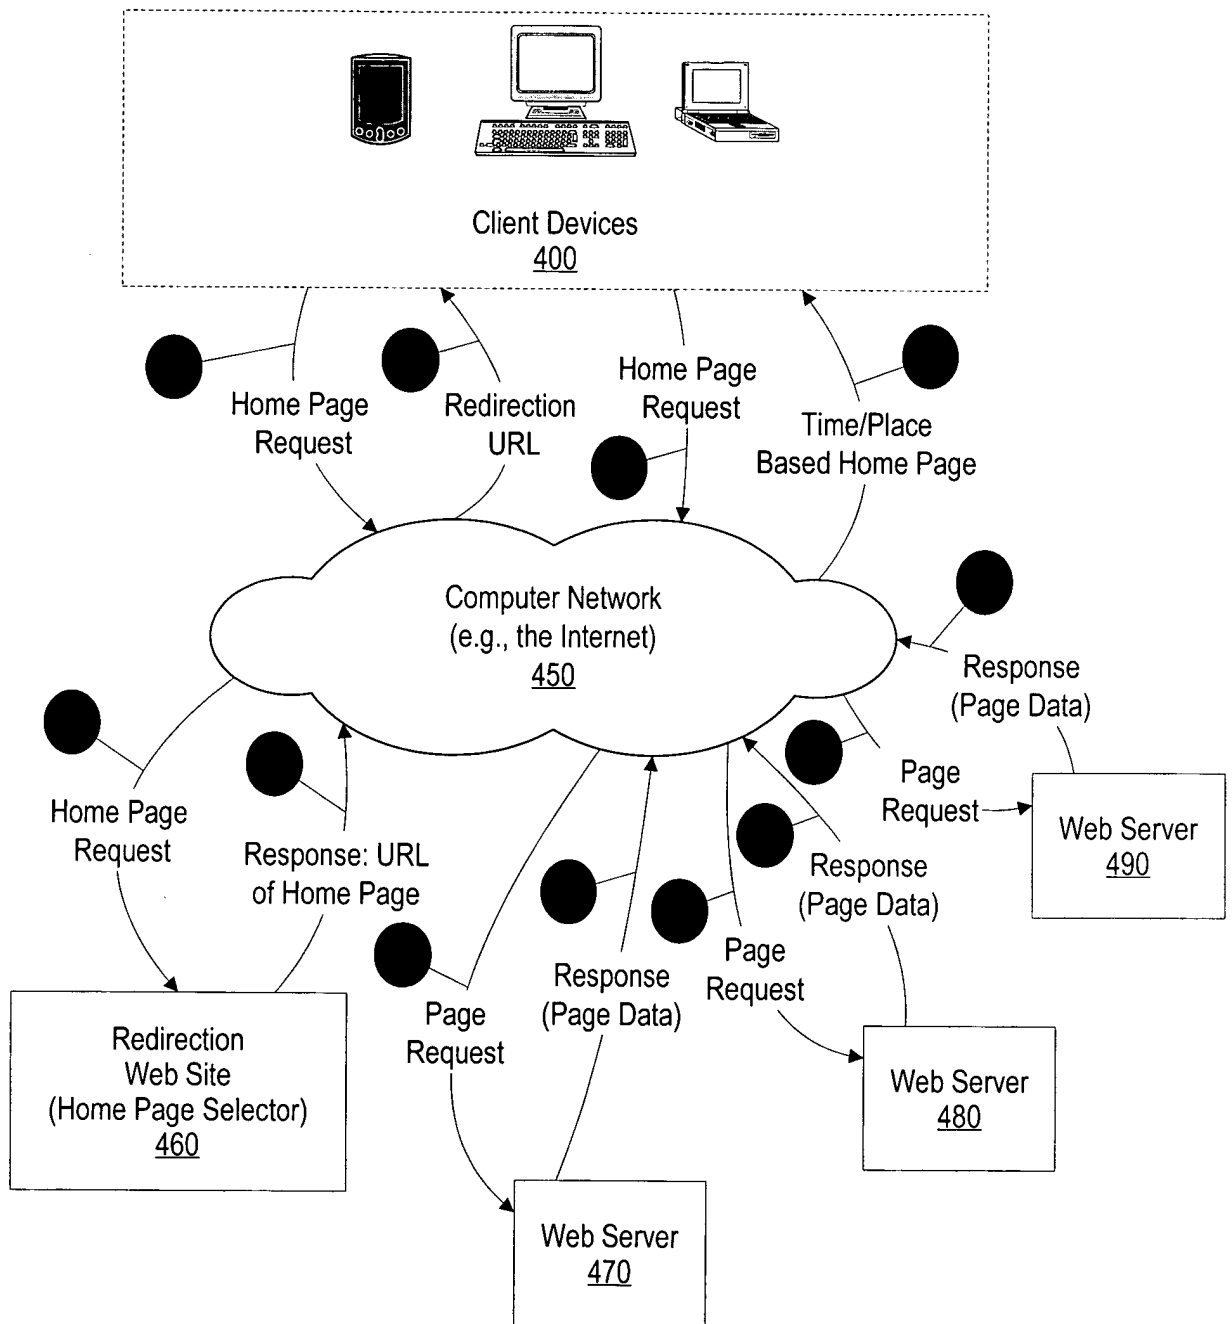 Client Devices
400
Home Page
Request
Redirection
URL
Home Page
Request
Time/Place
Based Home Page
Computer Network
(e.g., the Internet)
450
Response
(Page Data)
Page
Request
Web Server
490
Home Page
Request
Response: URL
of Home Page
Response
(Page Data)
Page
Request
Response
(Page Data)
Page
Request
Redirection
Web Site
(Home Page Selector)
460
Web Server
480
Web Server
470